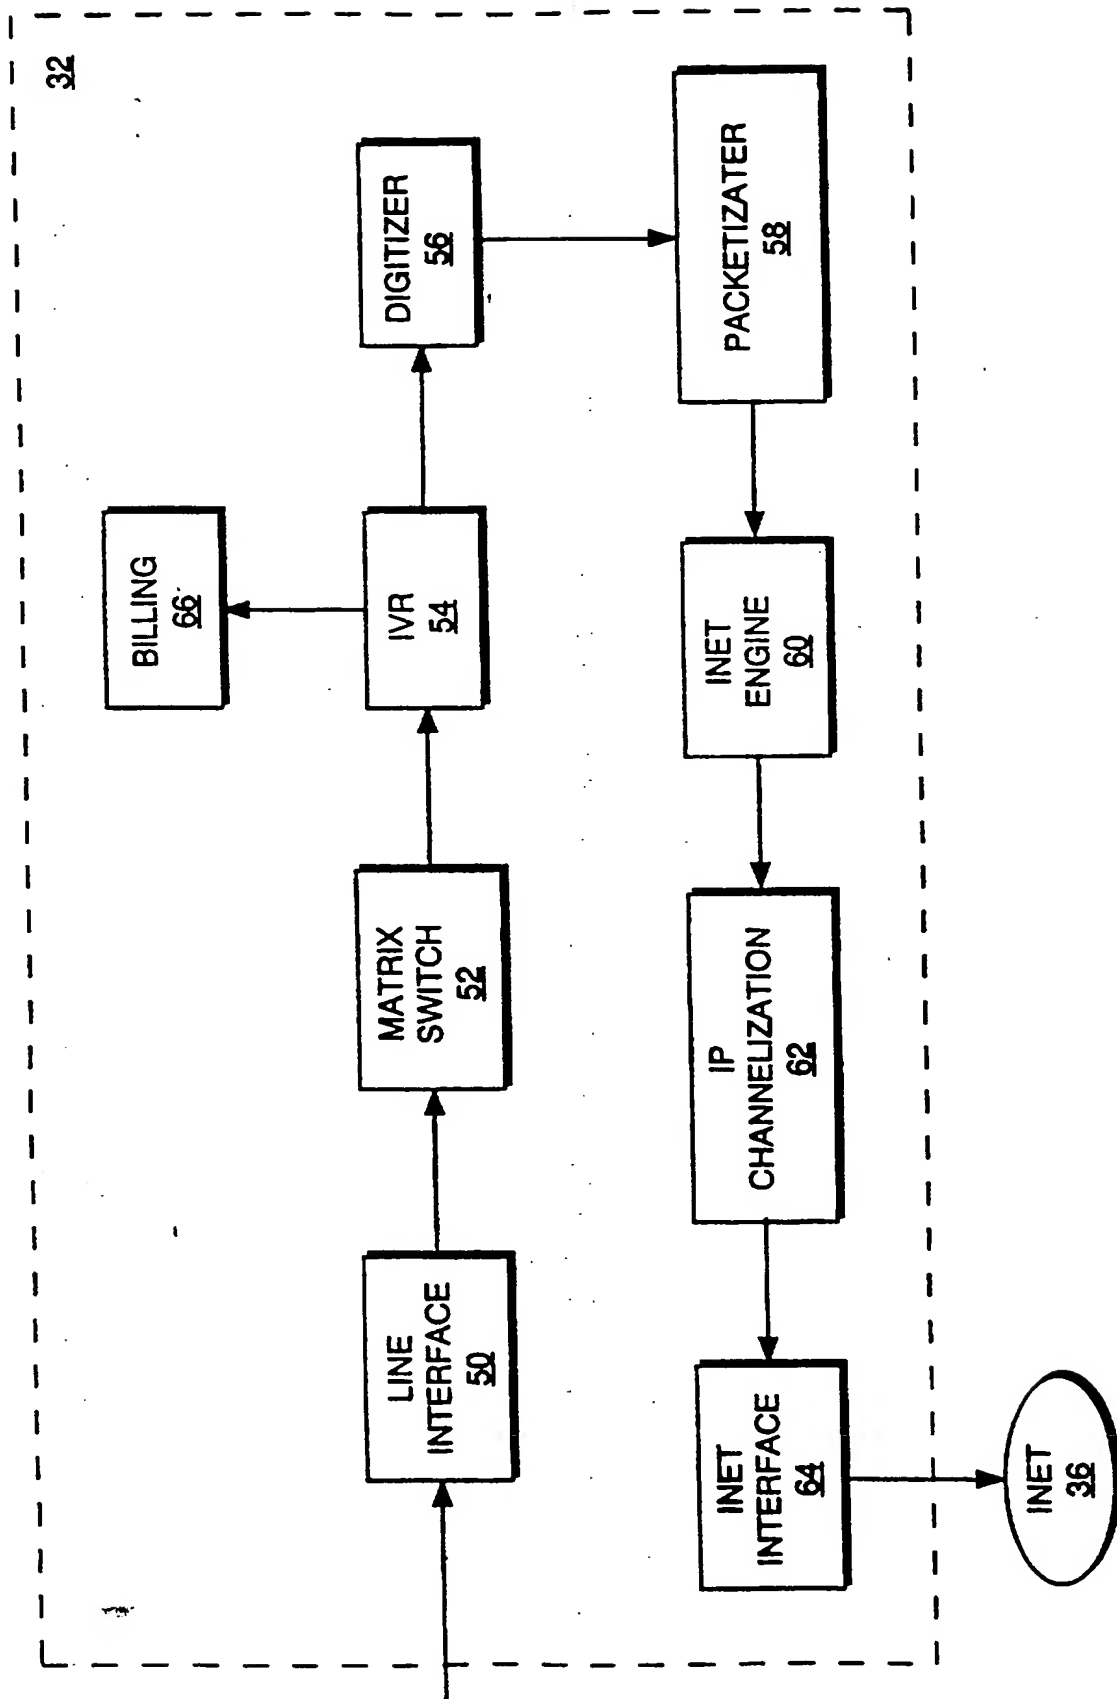 32
BILLING
66
LINE
INTERFACE
50
MATRIX
SWITCH
52
IVR
54
DIGITIZER
56
INET
INTERFACE
64
IP
CHANNELIZATION
62
INET
ENGINE
60
PACKETIZATER
58
INET
36